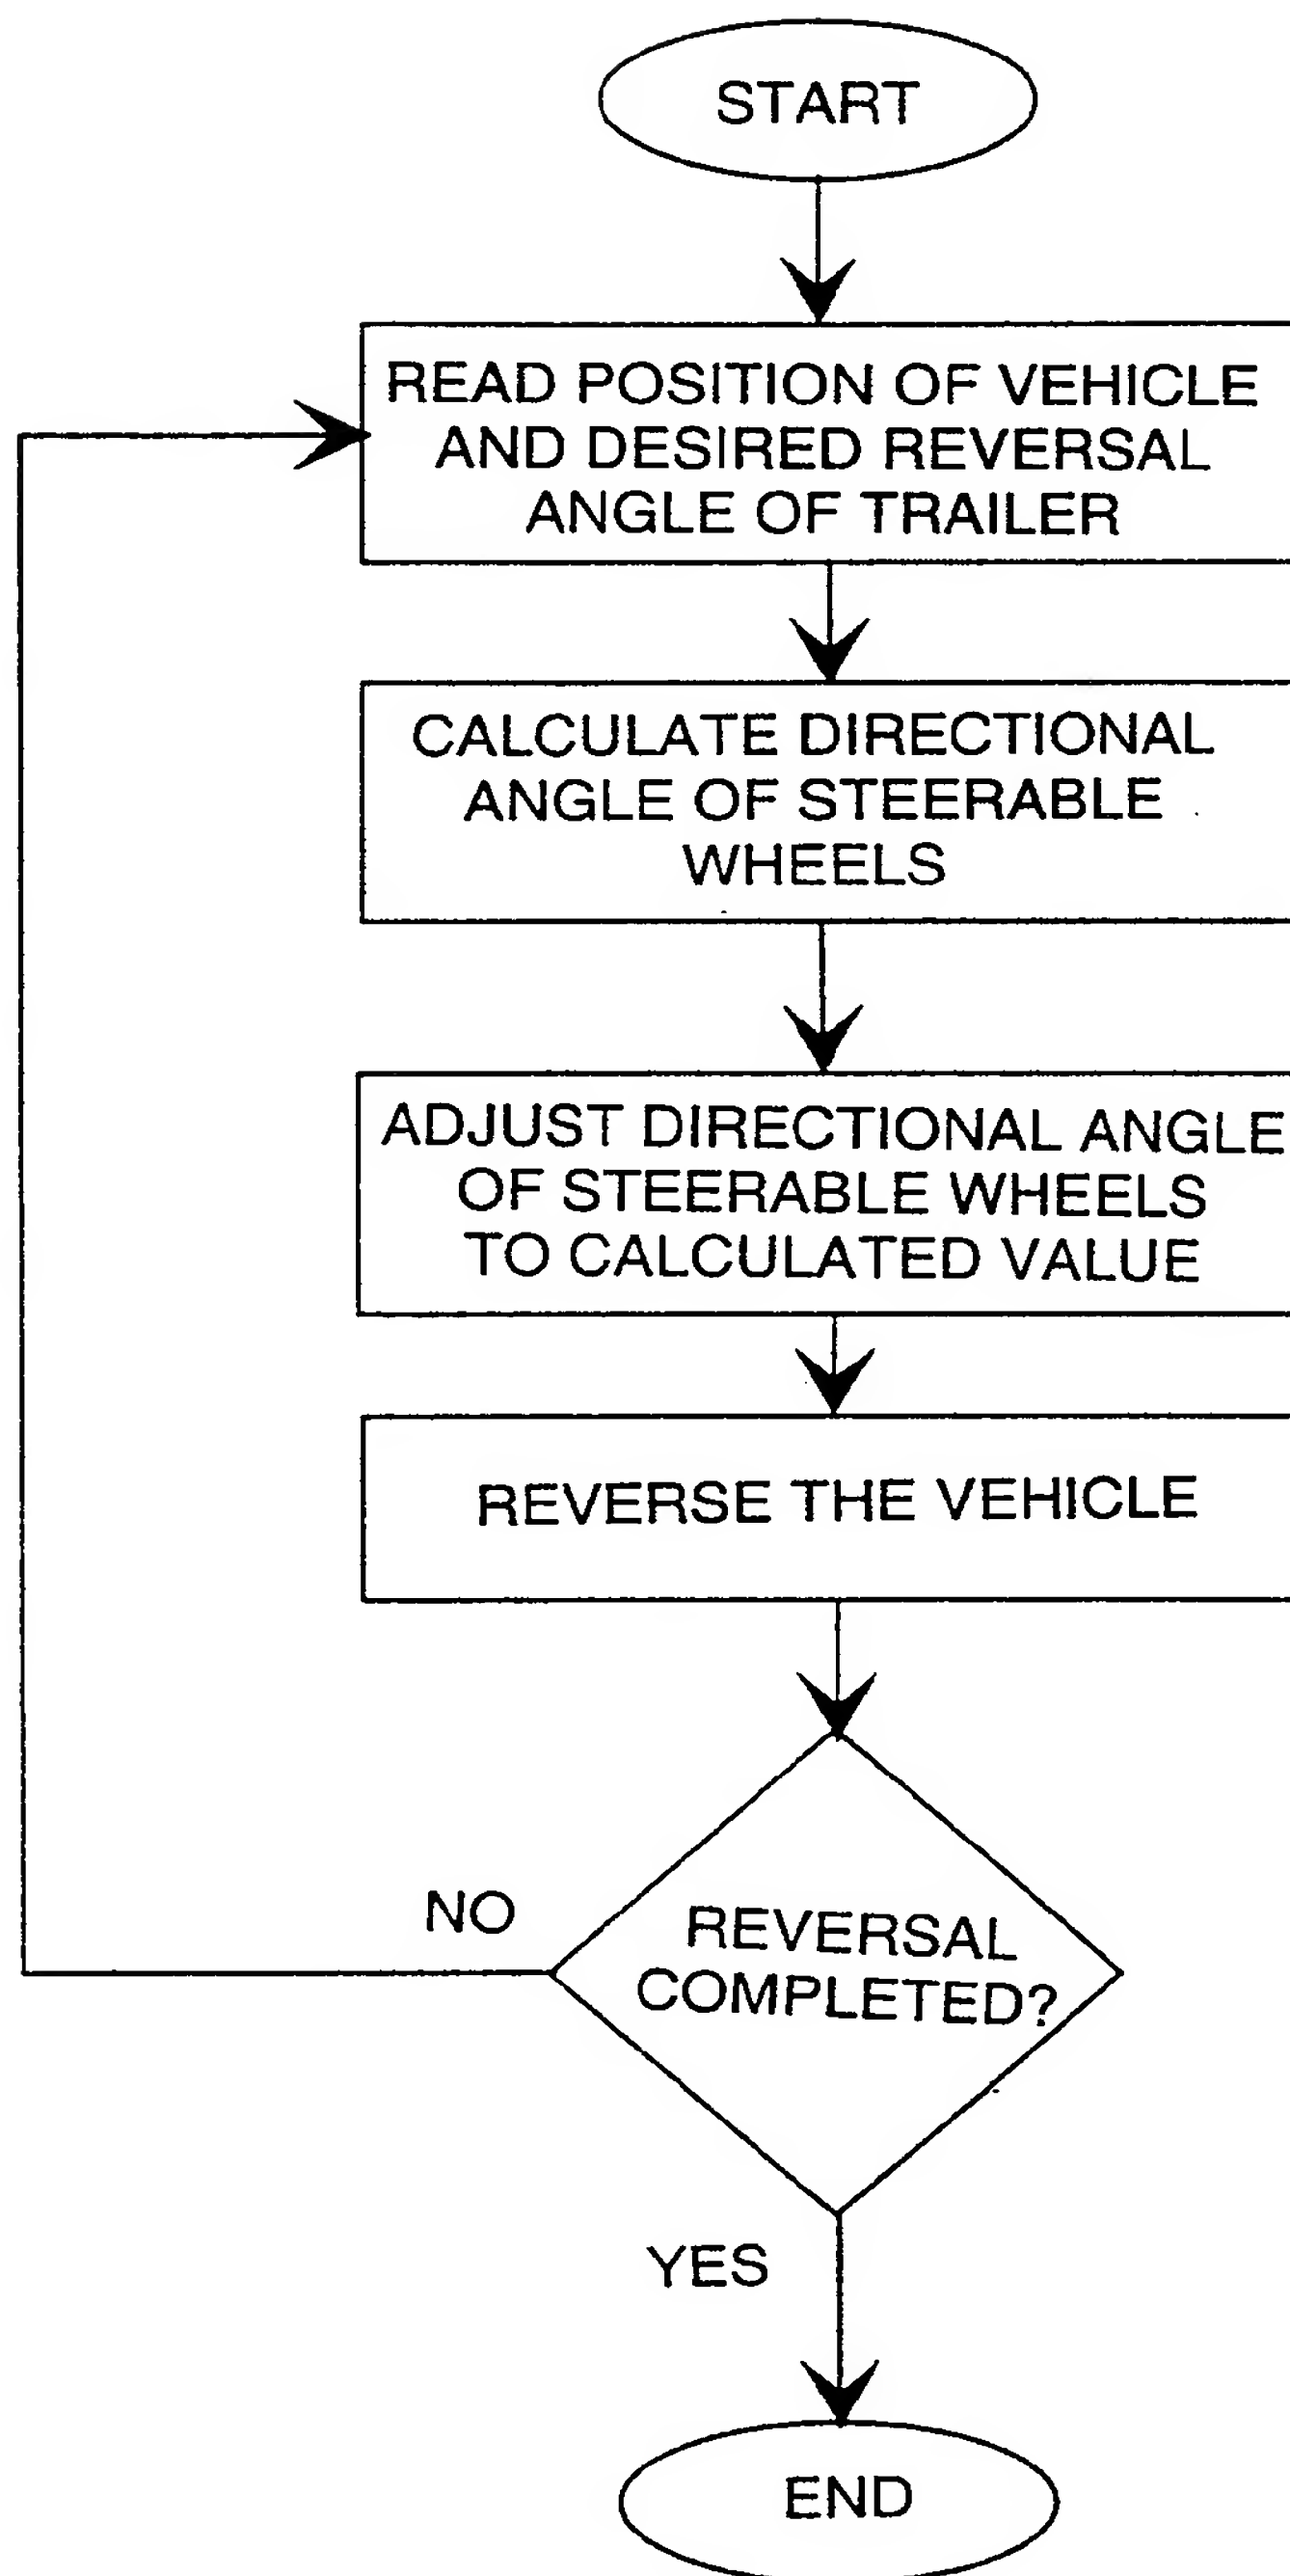 START
READ POSITION OF VEHICLE
AND DESIRED REVERSAL
ANGLE OF TRAILER
CALCULATE DIRECTIONAL
ANGLE OF STEERABLE
WHEELS
ADJUST DIRECTIONAL ANGLE
OF STEERABLE WHEELS
TO CALCULATED VALUE
REVERSE THE VEHICLE
NO
REVERSAL
COMPLETED?
YES
END